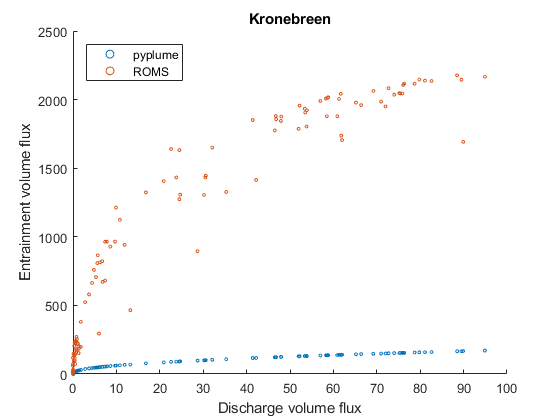 Kronebreen
pyplume
ROMS
Entrainment volume flux
2500
2000
1500
1000
500
0
0 10 20 30 40 50 60 70 80 90 100
Discharge volume flux